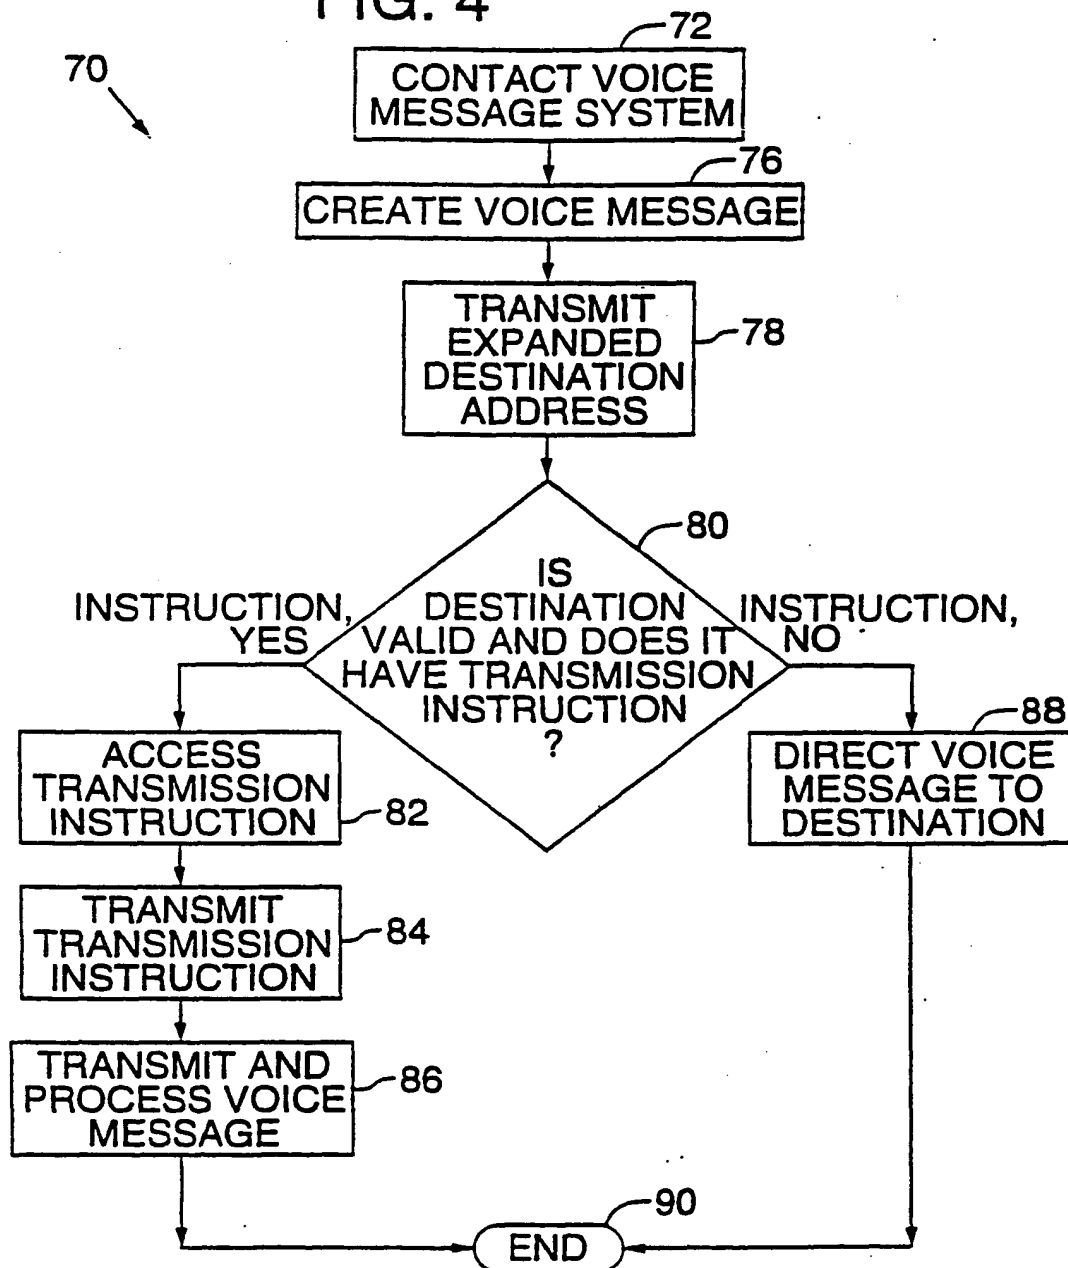 FIG. 4
70
72
CONTACT VOICE
MESSAGE SYSTEM
76
CREATE VOICE MESSAGE
TRANSMIT
EXPANDED
DESTINATION
ADDRESS
78
80
IS
DESTINATION
VALID AND DOES IT
HAVE TRANSMISSION
INSTRUCTION
?
INSTRUCTION,
YES
INSTRUCTION,
NO
ACCESS
TRANSMISSION
INSTRUCTION
82
88
DIRECT VOICE
MESSAGE TO
DESTINATION
TRANSMIT
TRANSMISSION
INSTRUCTION
84
TRANSMIT AND
PROCESS VOICE
MESSAGE
86
90
END